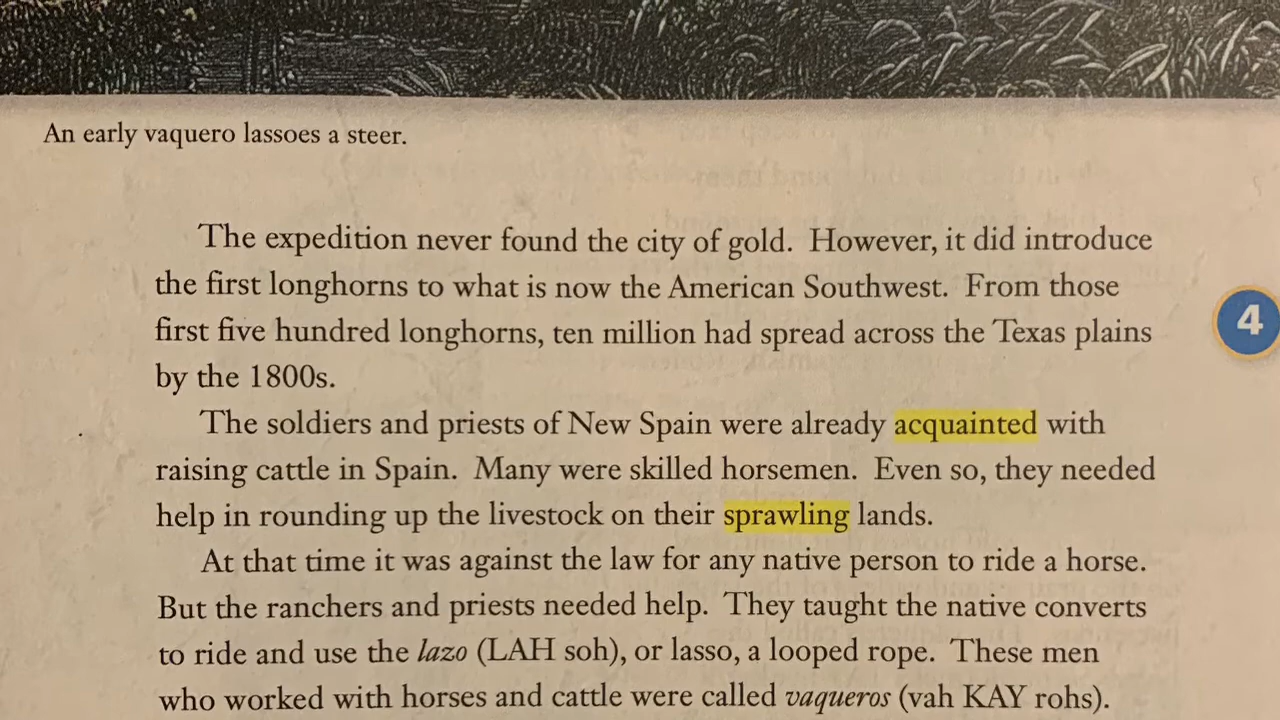 An early vaquero lassoes a steer.
The expedition never found the city of gold. However, it did introduce
the first longhorns to what is now the American Southwest. From those
first five hundred longhorns, ten million had spread across the Texas plains
by the 1800s.
4
The soldiers and priests of New Spain were already acquainted with
raising cattle in Spain. Many were skilled horsemen. Even so, they needed
help in rounding up the livestock on their sprawling lands.
At that time it was against the law for any native person to ride a horse.
But the ranchers and priests needed help. They taught the native converts
to ride and use the lazo (LAH soh), or lasso, a looped rope. These men
who worked with horses and cattle were called vaqueros (vah KAY rohs).